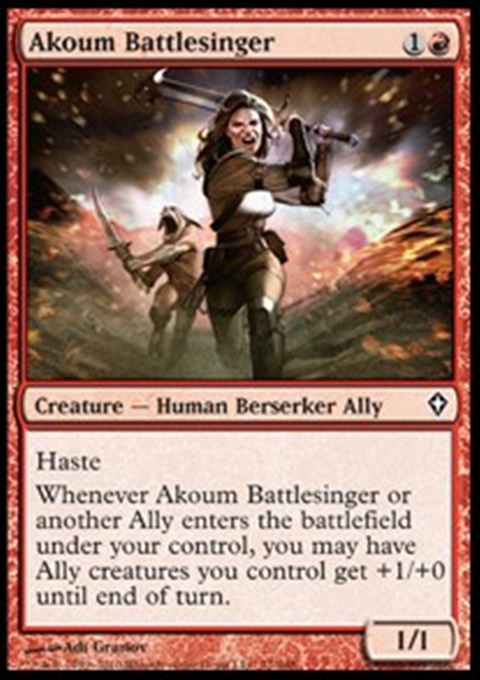 Akoum Battlesinger 1
Creature — Human Berserker Ally
Haste
Whenever Akoum Battlesinger or
another Ally enters the battlefield
under your control, you may have
Ally creatures you control get +1/+0
until end of turn.
Adi Granov
1/1